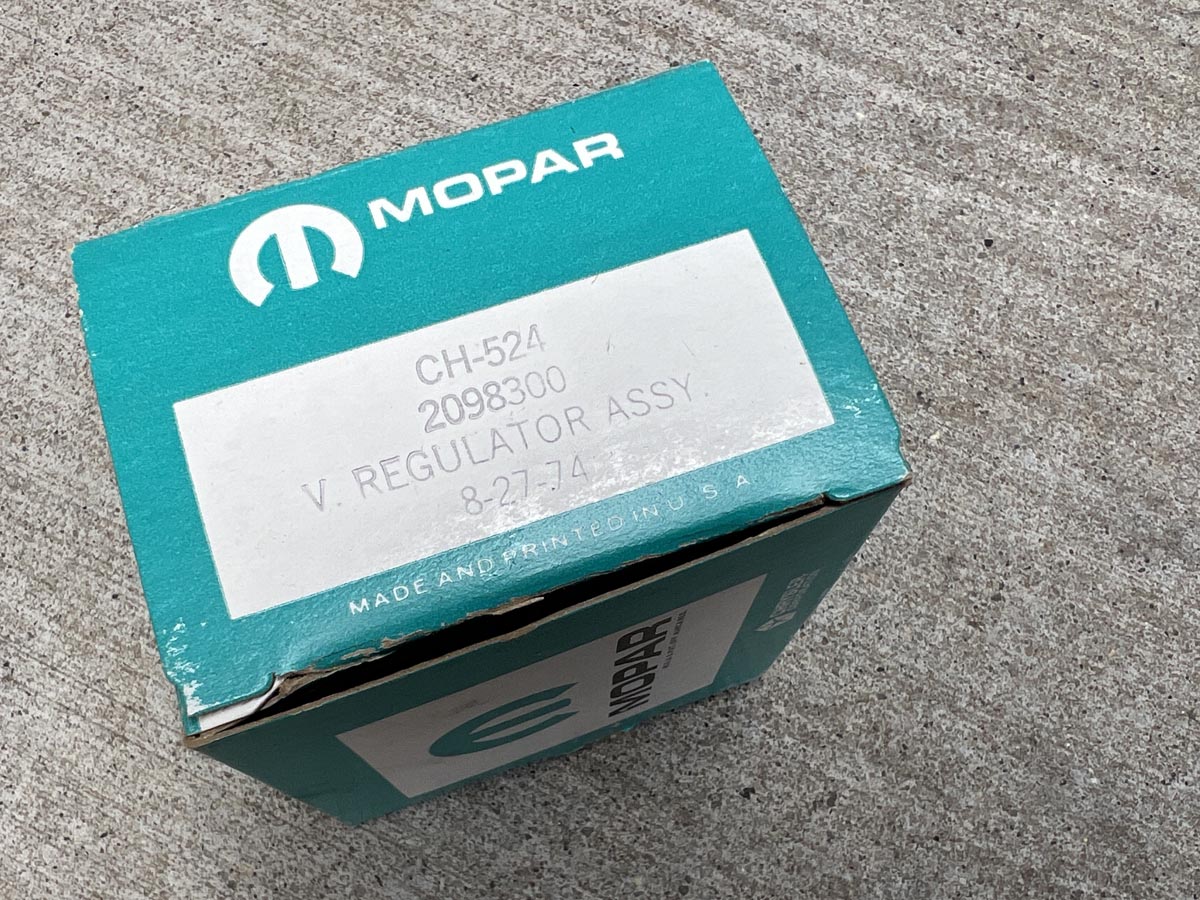 MOPAR
CH-524
2098300
V. REGULATOR ASSY.
8-27-74
MADE AND PRINTED IN U S A
MOPAR